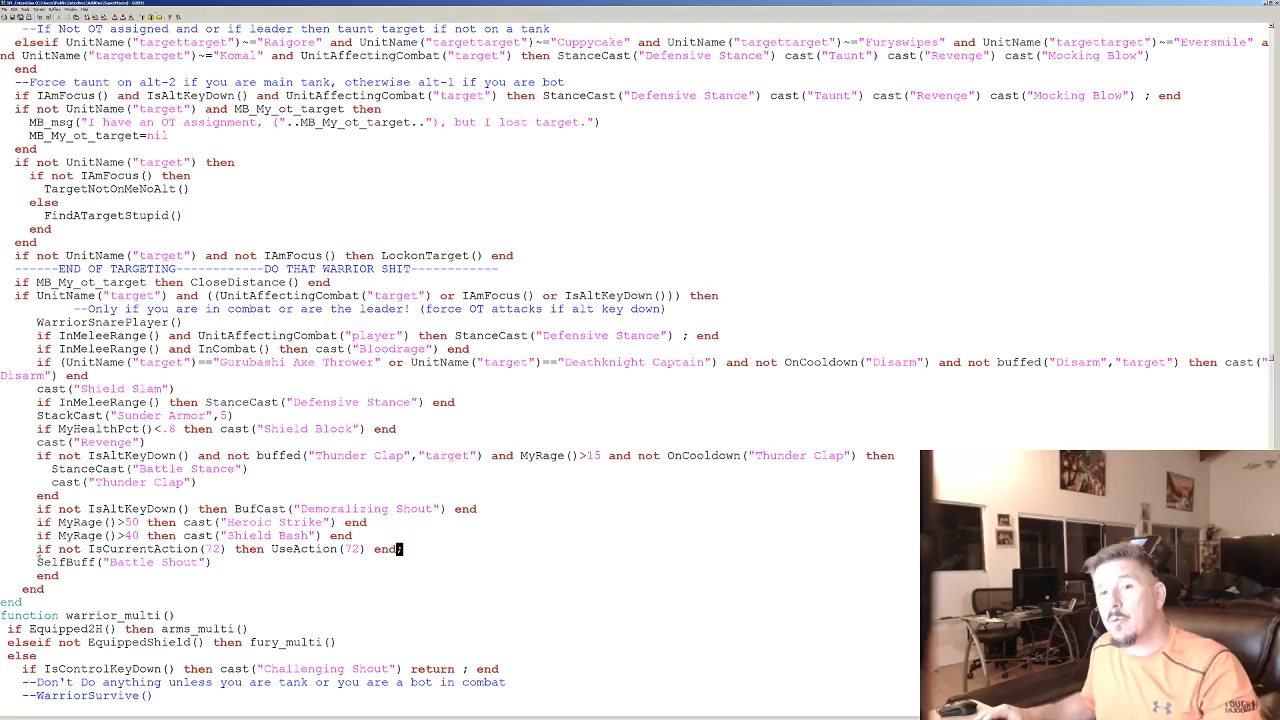 --If Not OT assigned and or if leader then taunt target if not on a tank
elseif UnitName("targettarget")~="Raigore" and UnitName("targettarget")~="Cuppycake" and UnitName("targettarget")~="Furyswipes" and UnitName("targettarget")~="Eversmile" a
nd UnitName("targettarget")~="Komal" and UnitAffectingCombat("target") then StanceCast("Defensive Stance") cast("Taunt") cast("Revenge") cast("Mocking Blow")
end
--Force taunt on alt-2 if you are main tank, otherwise alt-1 if you are bot
if IAmFocus() and IsAltKeyDown() and UnitAffectingCombat("target") then StanceCast("Defensive Stance") cast("Taunt") cast("Revenge") cast("Mocking Blow") ; end
if not UnitName("target") and MB_My_ot_target then
MB_msg("I have an OT assignment, ("..MB_My_ot_target.."), but I lost target.")
MB_My_ot_target=nil
end
if not UnitName("target") then
if not IAmFocus() then
TargetNotOnMeNoAlt()
else
FindATargetStupid()
end
end
if not UnitName("target") and not IAmFocus() then LockonTarget() end
------END OF TARGETING------------DO THAT WARRIOR SHIT------------
if MB_My_ot_target then CloseDistance() end
if UnitName("target") and ((UnitAffectingCombat("target") or IAmFocus() or IsAltKeyDown())) then
--Only if you are in combat or are the leader! (force OT attacks if alt key down)
WarriorSnarePlayer()
if InMeleeRange() and UnitAffectingCombat("player") then StanceCast("Defensive Stance") ; end
if InMeleeRange() and InCombat() then cast("Bloodrage") end
if (UnitName("target")=="Gurubashi Axe Thrower" or UnitName("target")=="Deathknight Captain") and not OnCooldown("Disarm") and not buffed("Disarm","target") then cast("
Disarm") end
cast("Shield Slam")
if InMeleeRange() then StanceCast("Defensive Stance") end
StackCast("Sunder Armor",5)
if MyHealthPct()<.8 then cast("Shield Block") end
cast("Revenge")
if not IsAltKeyDown() and not buffed("Thunder Clap","target") and MyRage()>15 and not OnCooldown("Thunder Clap") then
StanceCast("Battle Stance")
cast("Thunder Clap")
end
if not IsAltKeyDown() then BufCast("Demoralizing Shout") end
if MyRage()>50 then cast("Heroic Strike") end
if MyRage()>40 then cast("Shield Bash") end
if not IsCurrentAction(72) then UseAction(72) end;
SelfBuff("Battle Shout")
end
end
end
function warrior_multi()
if Equipped2H() then arms_multi()
elseif not EquippedShield() then fury_multi()
else
if IsControlKeyDown() then cast("Challenging Shout") return ; end
--Don't Do anything unless you are tank or you are a bot in combat
--WarriorSurvive()